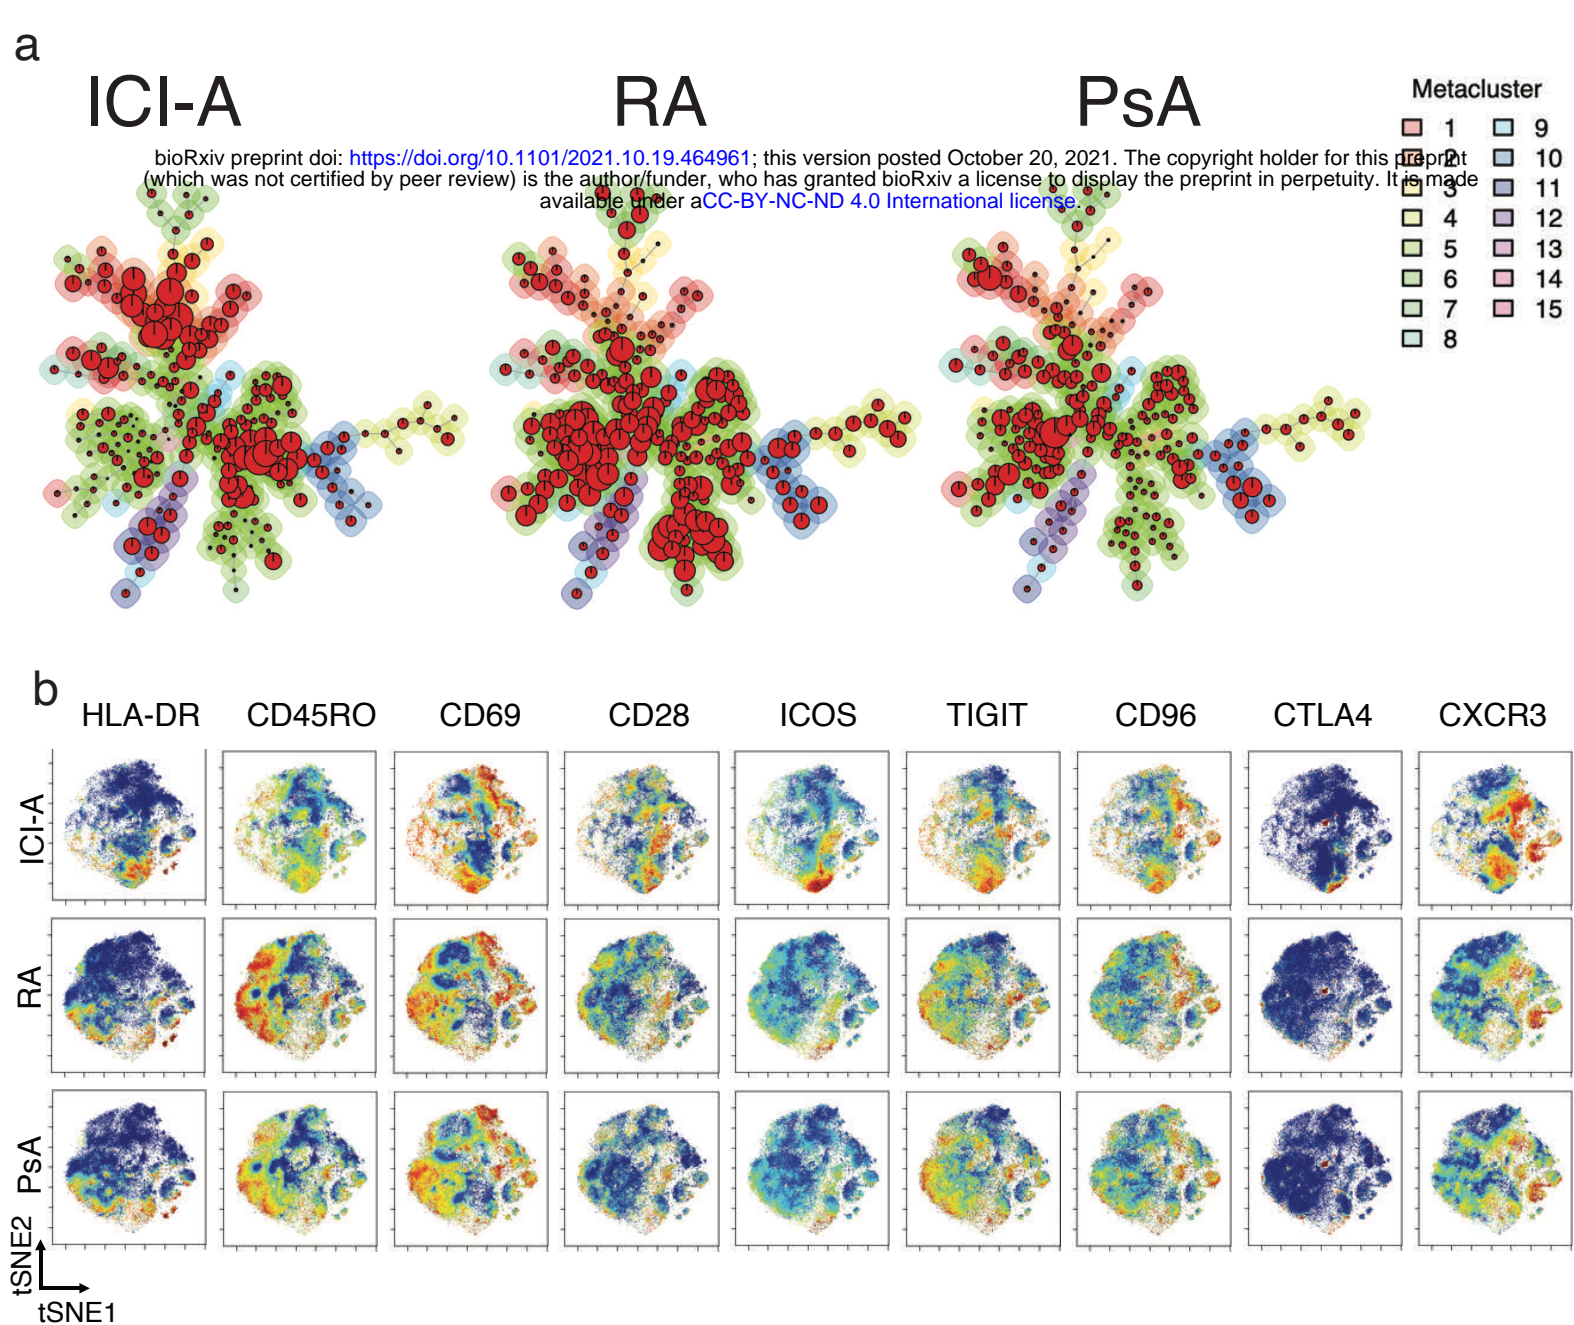 a
ICI-A RA PsA
Metacluster
1 9
2 10
3 11
4 12
5 13
6 14
7 15
8
bioRxiv preprint doi: https://doi.org/10.1101/2021.10.19.464961; this version posted October 20, 2021. The copyright holder for this preprint
(which was not certified by peer review) is the author/funder, who has granted bioRxiv a license to display the preprint in perpetuity. It is made
available under aCC-BY-NC-ND 4.0 International license.
b
HLA-DR CD45RO CD69 CD28 ICOS TIGIT CD96 CTLA4 CXCR3
ICI-A
RA
PsA
tSNE2
tSNE1